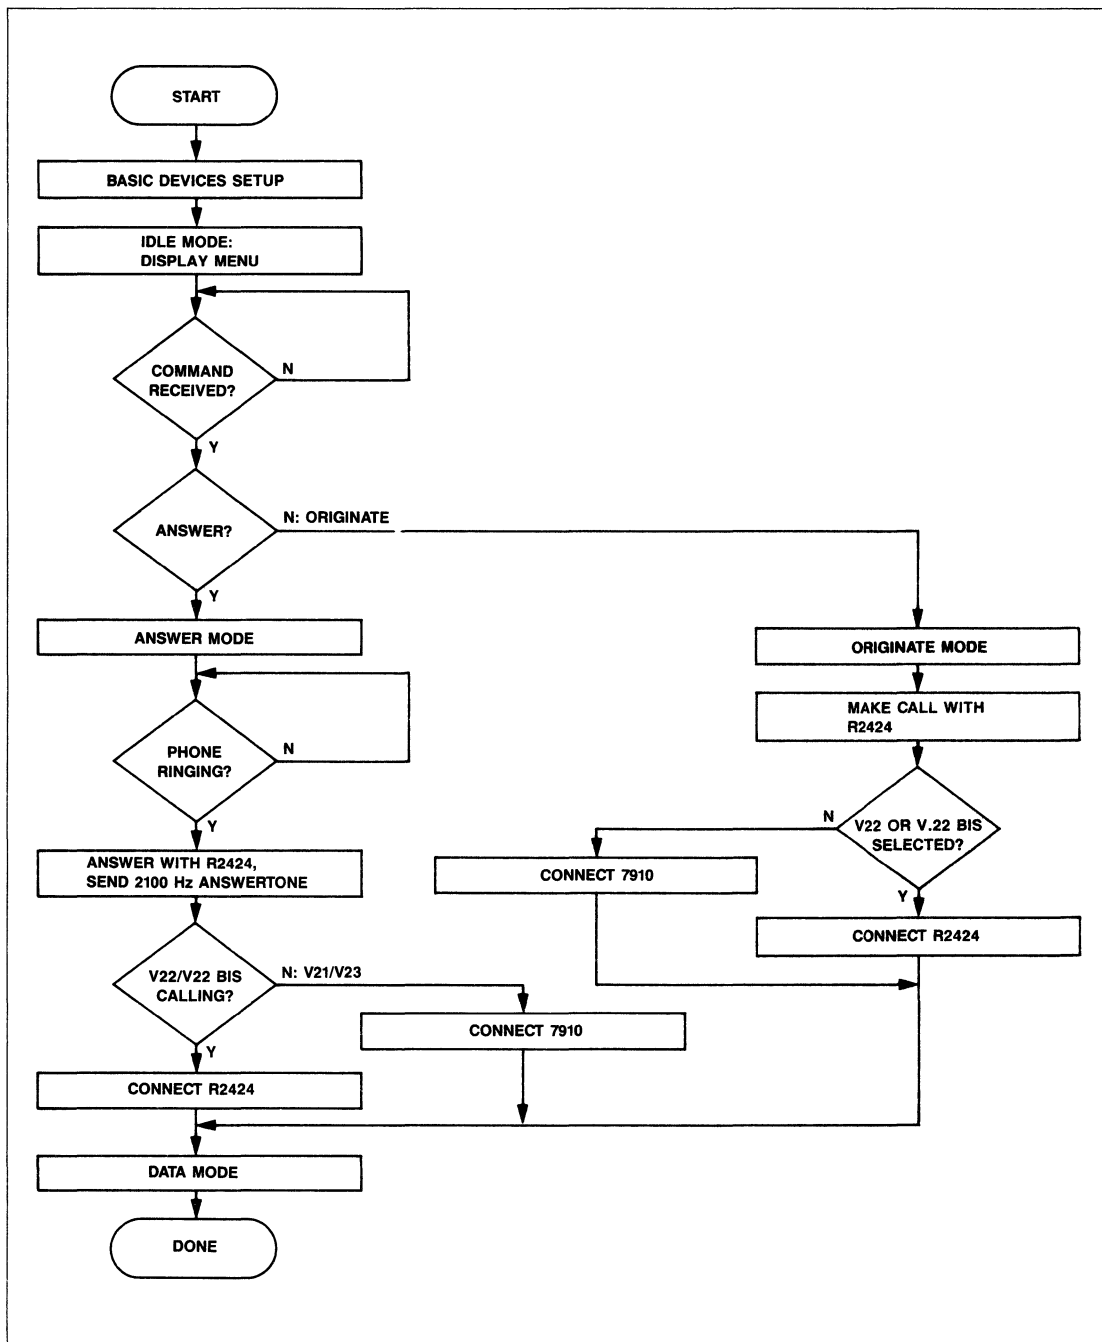 START
BASIC DEVICES SETUP
IDLE MODE:
DISPLAY MENU
COMMAND
RECEIVED?
N
Y
ANSWER?
N: ORIGINATE
Y
ANSWER MODE
PHONE
RINGING?
N
Y
ANSWER WITH R2424,
SEND 2100 Hz ANSWERTONE
V22/V22 BIS
CALLING?
N: V21/V23
CONNECT 7910
Y
CONNECT R2424
ORIGINATE MODE
MAKE CALL WITH
R2424
V22 OR V.22 BIS
SELECTED?
N
CONNECT 7910
Y
CONNECT R2424
DATA MODE
DONE